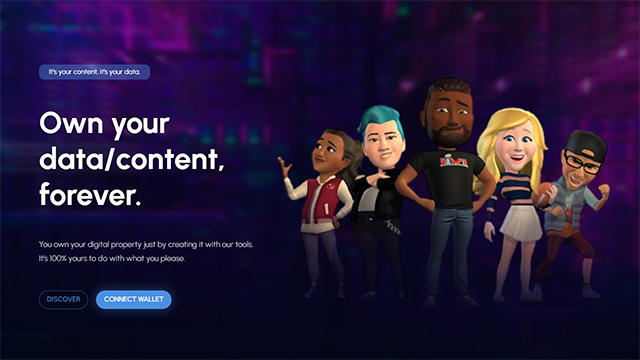 It's your content, it's your data.
Own your
data/content,
forever.
You own your digital property just by creating it with our tools.
It's 100% yours to do with what you please.
DISCOVER
CONNECT WALLET